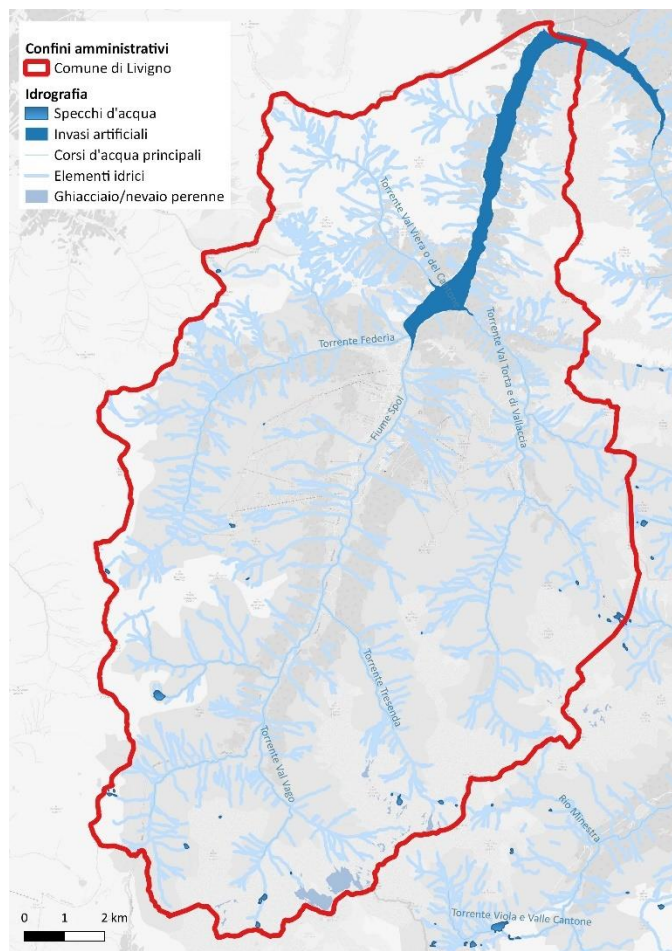 Confini amministrativi
Comune di Livigno
Idrografia
Specchi d'acqua
Invasi artificiali
Corsi d'acqua principali
Elementi idrici
Ghiacciaio/nevaio perenne
Torrente Val Viera o del
Torrente Federia
Torrente Val Torta e di Vallaccia
Fiume Spol
Torrente Tresenda
Torrente Val Vago
Rio Minestra
Torrente Viola e Valle Cantone
0 1 2 km